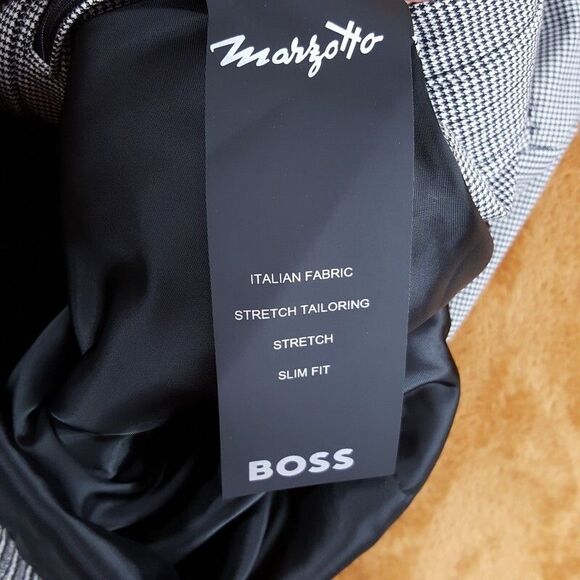 Marzotto
ITALIAN FABRIC
STRETCH TAILORING
STRETCH
SLIM FIT
BOSS